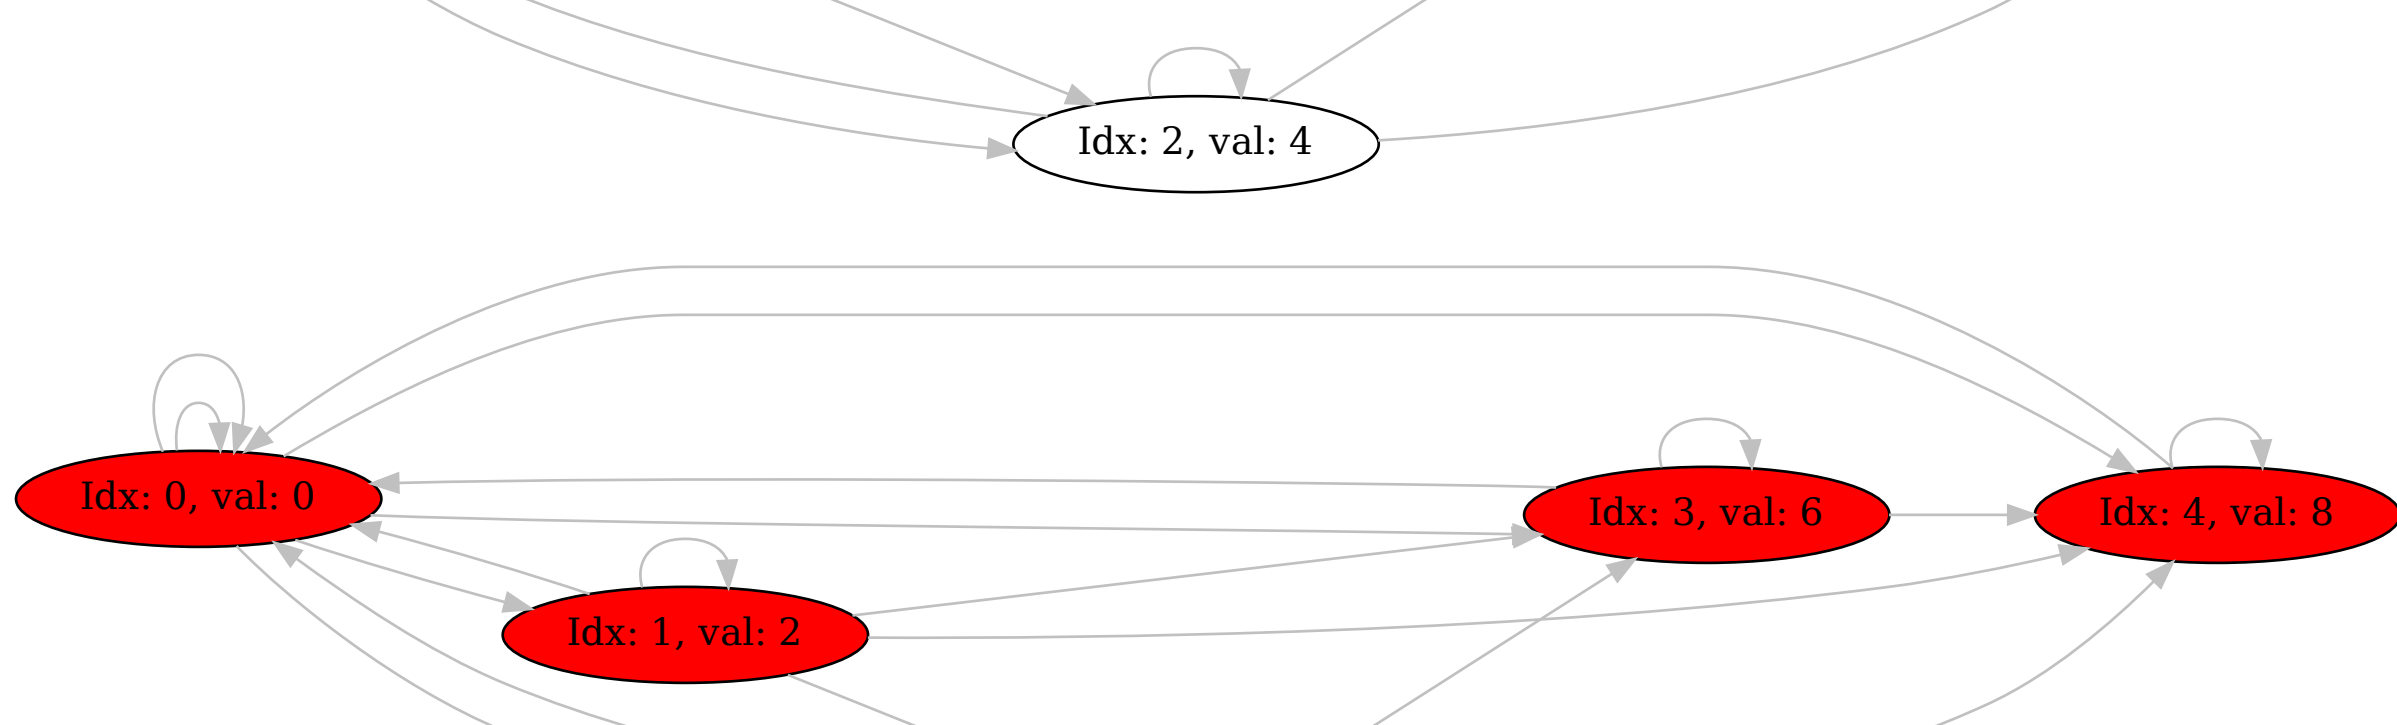 Idx: 2, val: 4
Idx: 0, val: 0
Idx: 3, val: 6
Idx: 4, val: 8
Idx: 1, val: 2